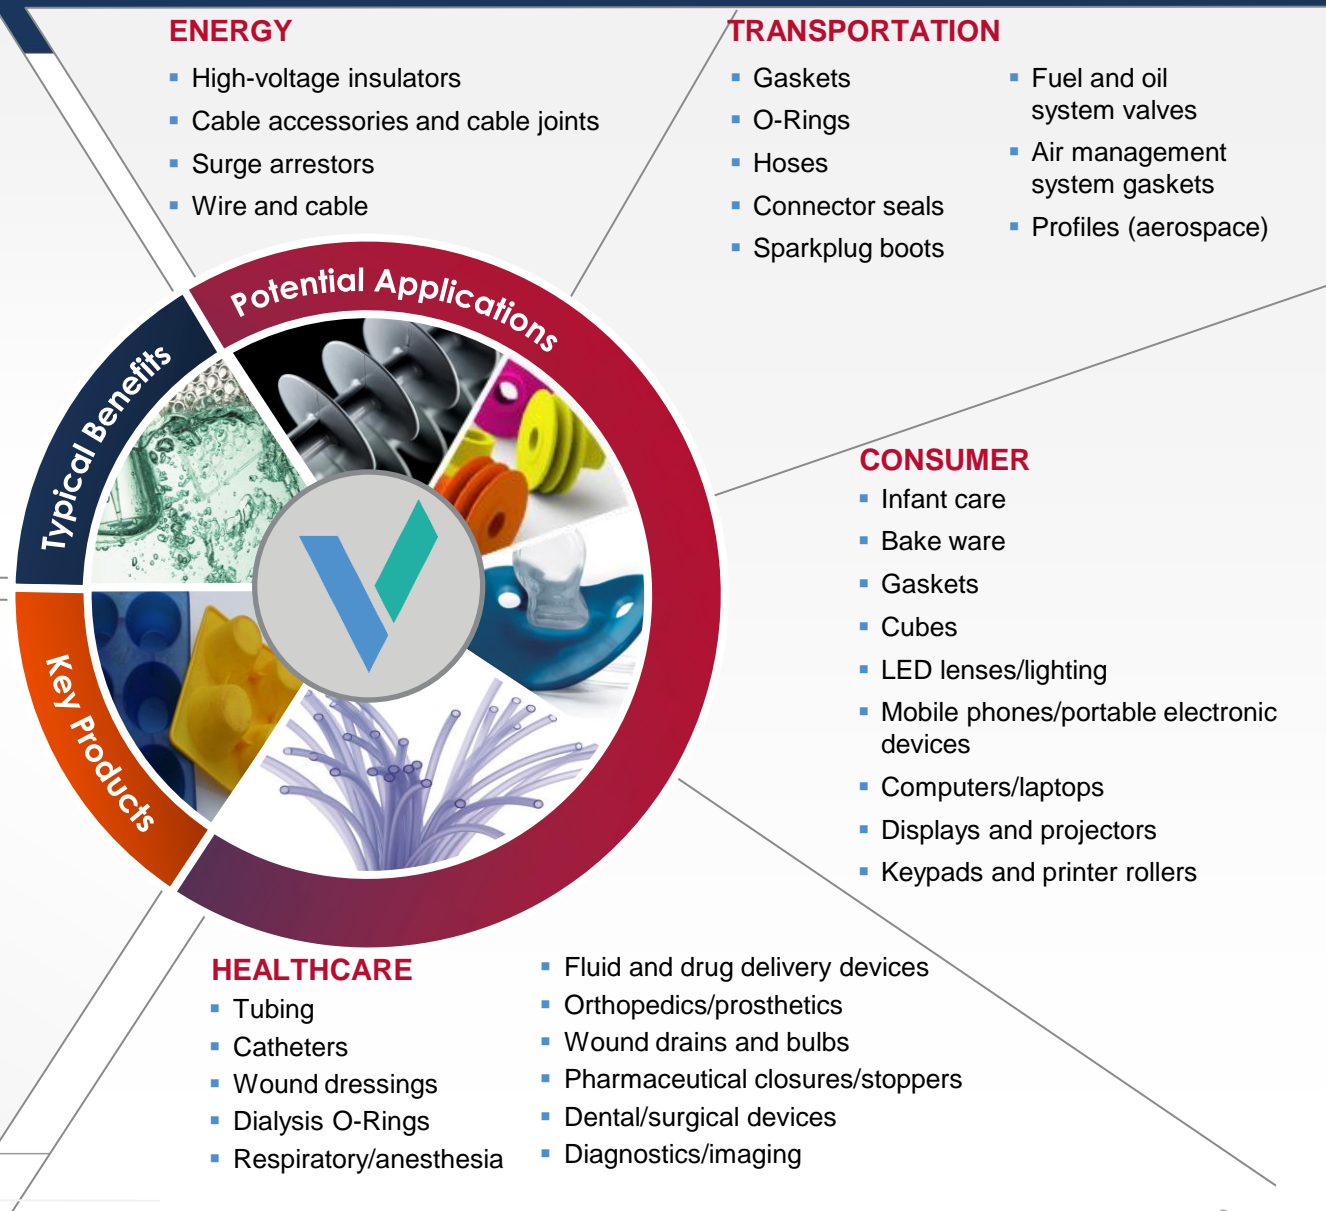 ENERGY
High-voltage insulators
Cable accessories and cable joints
Surge arrestors
Wire and cable
TRANSPORTATION
Gaskets
O-Rings
Hoses
Connector seals
Sparkplug boots
Fuel and oil
system valves
Air management
system gaskets
Profiles (aerospace)
Potential Applications
Typical Benefits
Key Products
CONSUMER
Infant care
Bake ware
Gaskets
Cubes
LED lenses/lighting
Mobile phones/portable electronic
devices
Computers/laptops
Displays and projectors
Keypads and printer rollers
HEALTHCARE
Tubing
Catheters
Wound dressings
Dialysis O-Rings
Respiratory/anesthesia
Fluid and drug delivery devices
Orthopedics/prosthetics
Wound drains and bulbs
Pharmaceutical closures/stoppers
Dental/surgical devices
Diagnostics/imaging